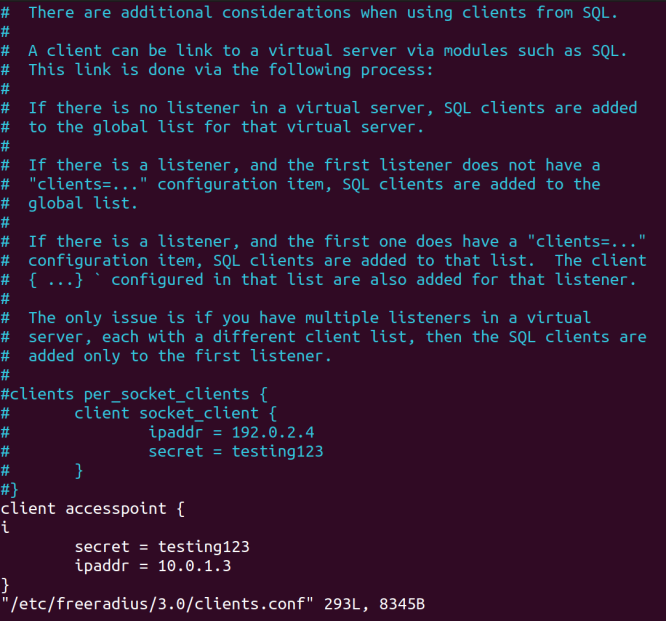 #  There are additional considerations when using clients from SQL.
#
#  A client can be link to a virtual server via modules such as SQL.
#  This link is done via the following process:
#
#  If there is no listener in a virtual server, SQL clients are added
#  to the global list for that virtual server.
#
#  If there is a listener, and the first listener does not have a
#  "clients=..." configuration item, SQL clients are added to the
#  global list.
#
#  If there is a listener, and the first one does have a "clients=..."
#  configuration item, SQL clients are added to that list.  The client
#  { ...} ` configured in that list are also added for that listener.
#
#  The only issue is if you have multiple listeners in a virtual
#  server, each with a different client list, then the SQL clients are
#  added only to the first listener.
#
#clients per_socket_clients {
#       client socket_client {
#               ipaddr = 192.0.2.4
#               secret = testing123
#       }
#}
client accesspoint {
i
        secret = testing123
        ipaddr = 10.0.1.3
}
"/etc/freeradius/3.0/clients.conf" 293L, 8345B